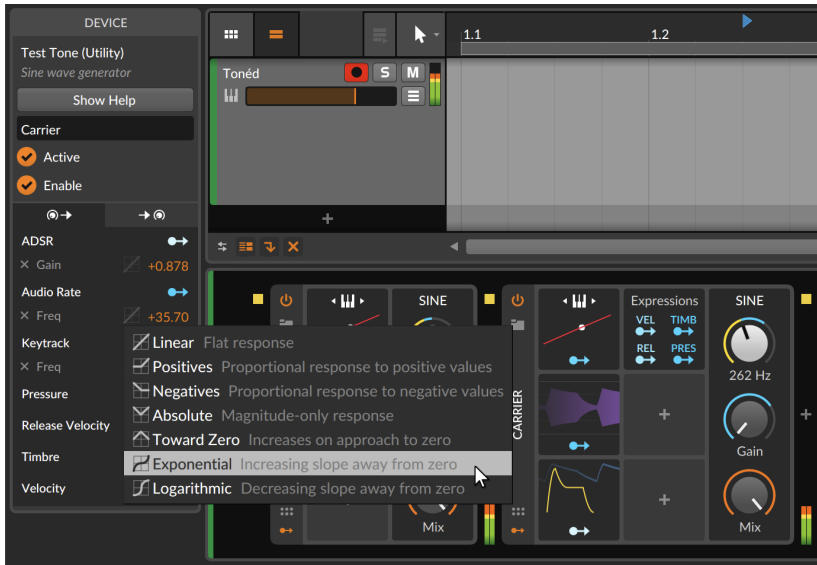 DEVICE
Test Tone (Utility)
Sine wave generator
Show Help
Carrier
Active
Enable
ADSR
Gain +0.878
Audio Rate
Freq +35.70
Keytrack
Freq
Pressure
Release Velocity
Timbre
Velocity
1.1 1.2
Tonéd
S M
+
Linear Flat response
Positives Proportional response to positive values
Negatives Proportional response to negative values
Absolute Magnitude-only response
Toward Zero Increases on approach to zero
Exponential Increasing slope away from zero
Logarithmic Decreasing slope away from zero
SINE
Mix
CARRIER
Expressions
VEL TIMB
REL PRES
SINE
262 Hz
+
Gain
+
+
Mix